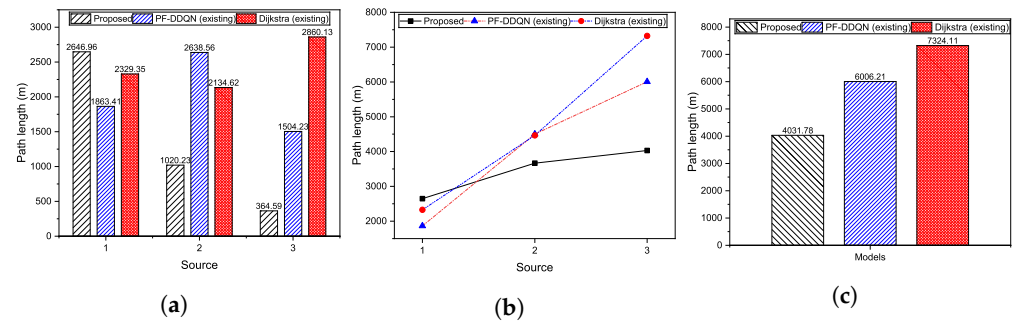 Proposed PF-DDQN (existing) Dijkstra (existing)
3000
2500
2000
1500
1000
500
0
Path length (m)
2646.96
1863.41
2329.35
1020.23
2638.56
2134.62
364.59
1504.23
2860.13
1 2 3
Source
(a)
Proposed PF-DDQN (existing) Dijkstra (existing)
8000
7000
6000
5000
4000
3000
2000
Path length (m)
1 2 3
Source
(b)
Proposed PF-DDQN (existing) Dijkstra (existing)
8000
7000
6000
5000
4000
3000
2000
1000
0
Path length (m)
4031.78
6006.21
7324.11
Models
(c)